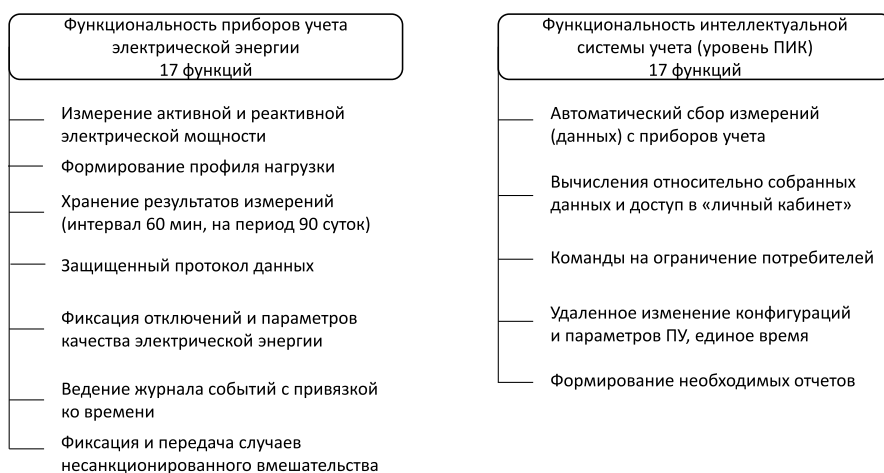 Функциональность приборов учета
электрической энергии
17 функций
Измерение активной и реактивной
электрической мощности
Формирование профиля нагрузки
Хранение результатов измерений
(интервал 60 мин, на период 90 суток)
Защищенный протокол данных
Фиксация отключений и параметров
качества электрической энергии
Ведение журнала событий с привязкой
ко времени
Фиксация и передача случаев
несанкционированного вмешательства
Функциональность интеллектуальной
системы учета (уровень ПИК)
17 функций
Автоматический сбор измерений
(данных) с приборов учета
Вычисления относительно собранных
данных и доступ в «личный кабинет»
Команды на ограничение потребителей
Удаленное изменение конфигураций
и параметров ПУ, единое время
Формирование необходимых отчетов